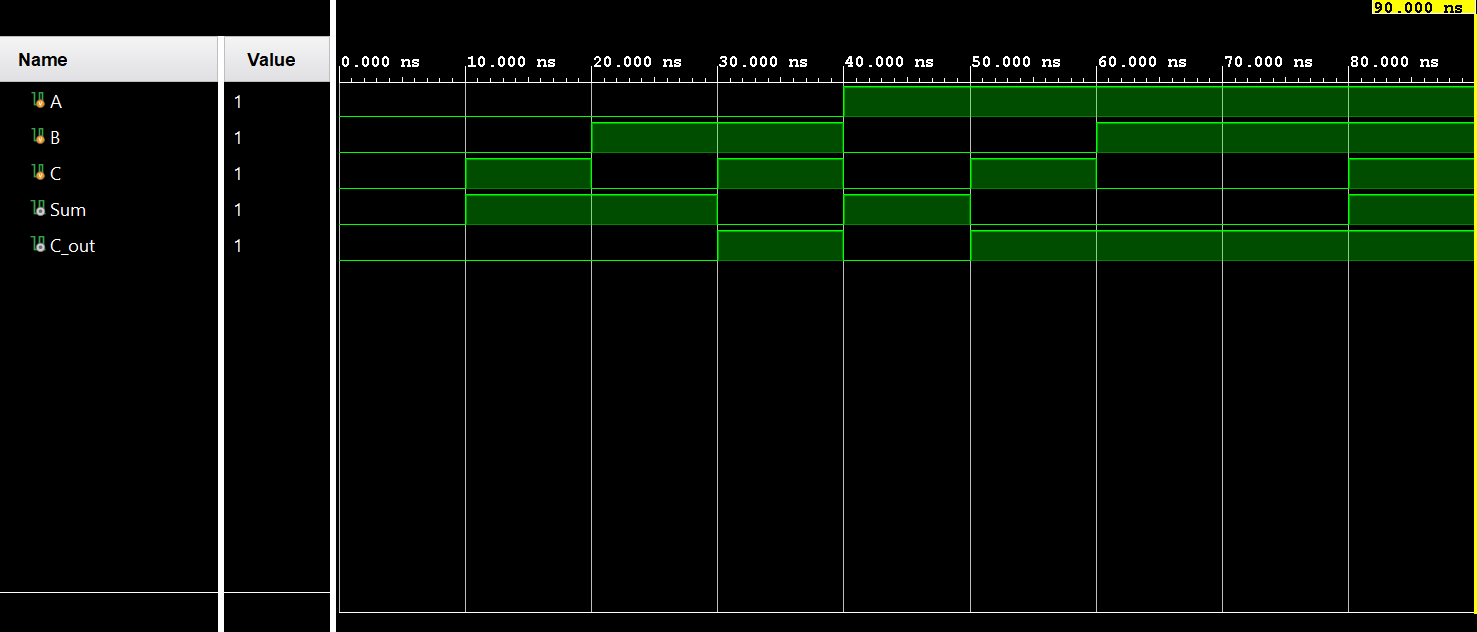 90.000 ns
Name Value
0.000 ns 10.000 ns 20.000 ns 30.000 ns 40.000 ns 50.000 ns 60.000 ns 70.000 ns 80.000 ns
A 1
B 1
C 1
Sum 1
C_out 1